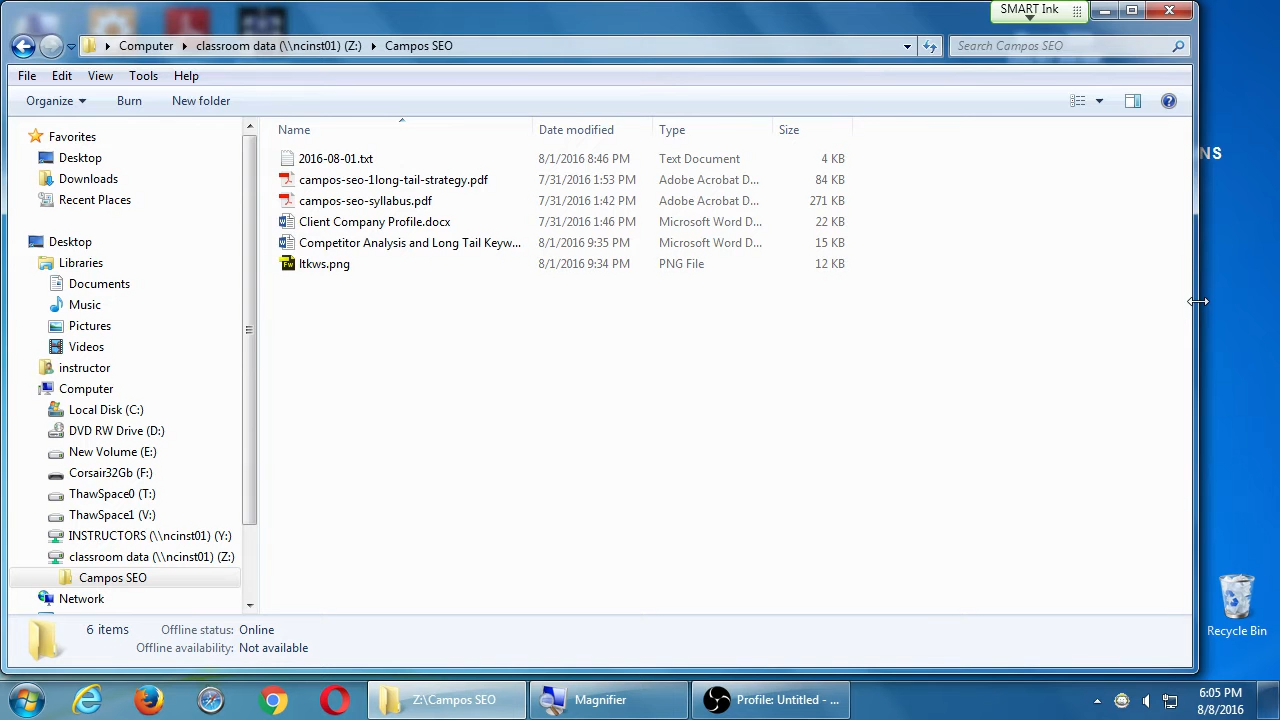 SMART Ink
Computer
classroom data (\\ncinst01) (Z:)
Campos SEO
Search Campos SEO
File Edit View Tools Help
Organize Burn New folder
Name Date modified Type Size
2016-08-01.txt 8/1/2016 8:46 PM Text Document 4 KB
campos-seo-1long-tail-strategy.pdf 7/31/2016 1:53 PM Adobe Acrobat D... 84 KB
campos-seo-syllabus.pdf 7/31/2016 1:42 PM Adobe Acrobat D... 271 KB
Client Company Profile.docx 7/31/2016 1:46 PM Microsoft Word D... 22 KB
Competitor Analysis and Long Tail Keyw... 8/1/2016 9:35 PM Microsoft Word D... 15 KB
ltkws.png 8/1/2016 9:34 PM PNG File 12 KB
Favorites
Desktop
Downloads
Recent Places
Desktop
Libraries
Documents
Music
Pictures
Videos
instructor
Computer
Local Disk (C:)
DVD RW Drive (D:)
New Volume (E:)
Corsair32Gb (F:)
ThawSpace0 (T:)
ThawSpace1 (V:)
INSTRUCTORS (\\ncinst01) (Y:)
classroom data (\\ncinst01) (Z:)
Campos SEO
Network
6 items Offline status: Online
Offline availability: Not available
NS
Recycle Bin
Z:\Campos SEO
Magnifier
Profile: Untitled - ...
6:05 PM
8/8/2016